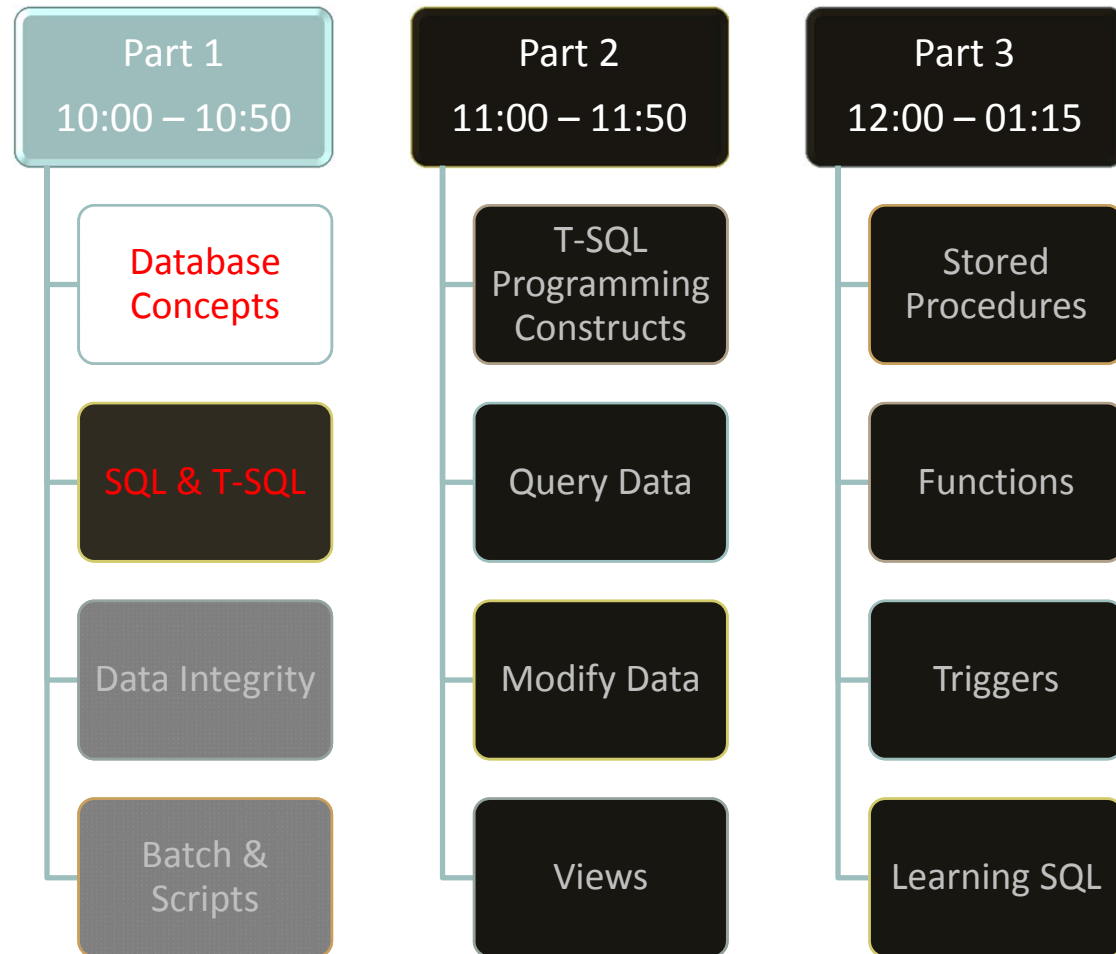 Part 1
10:00 – 10:50
Database
Concepts
SQL & T-SQL
Data Integrity
Batch &
Scripts
Part 2
11:00 – 11:50
T-SQL
Programming
Constructs
Query Data
Modify Data
Views
Part 3
12:00 – 01:15
Stored
Procedures
Functions
Triggers
Learning SQL